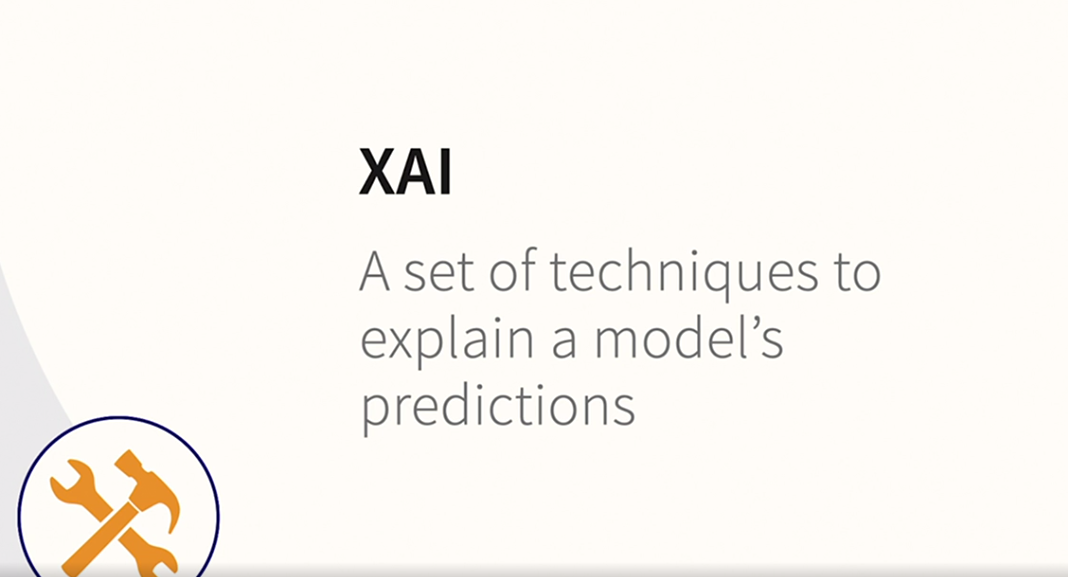 XAI
A set of techniques to
explain a model’s
predictions